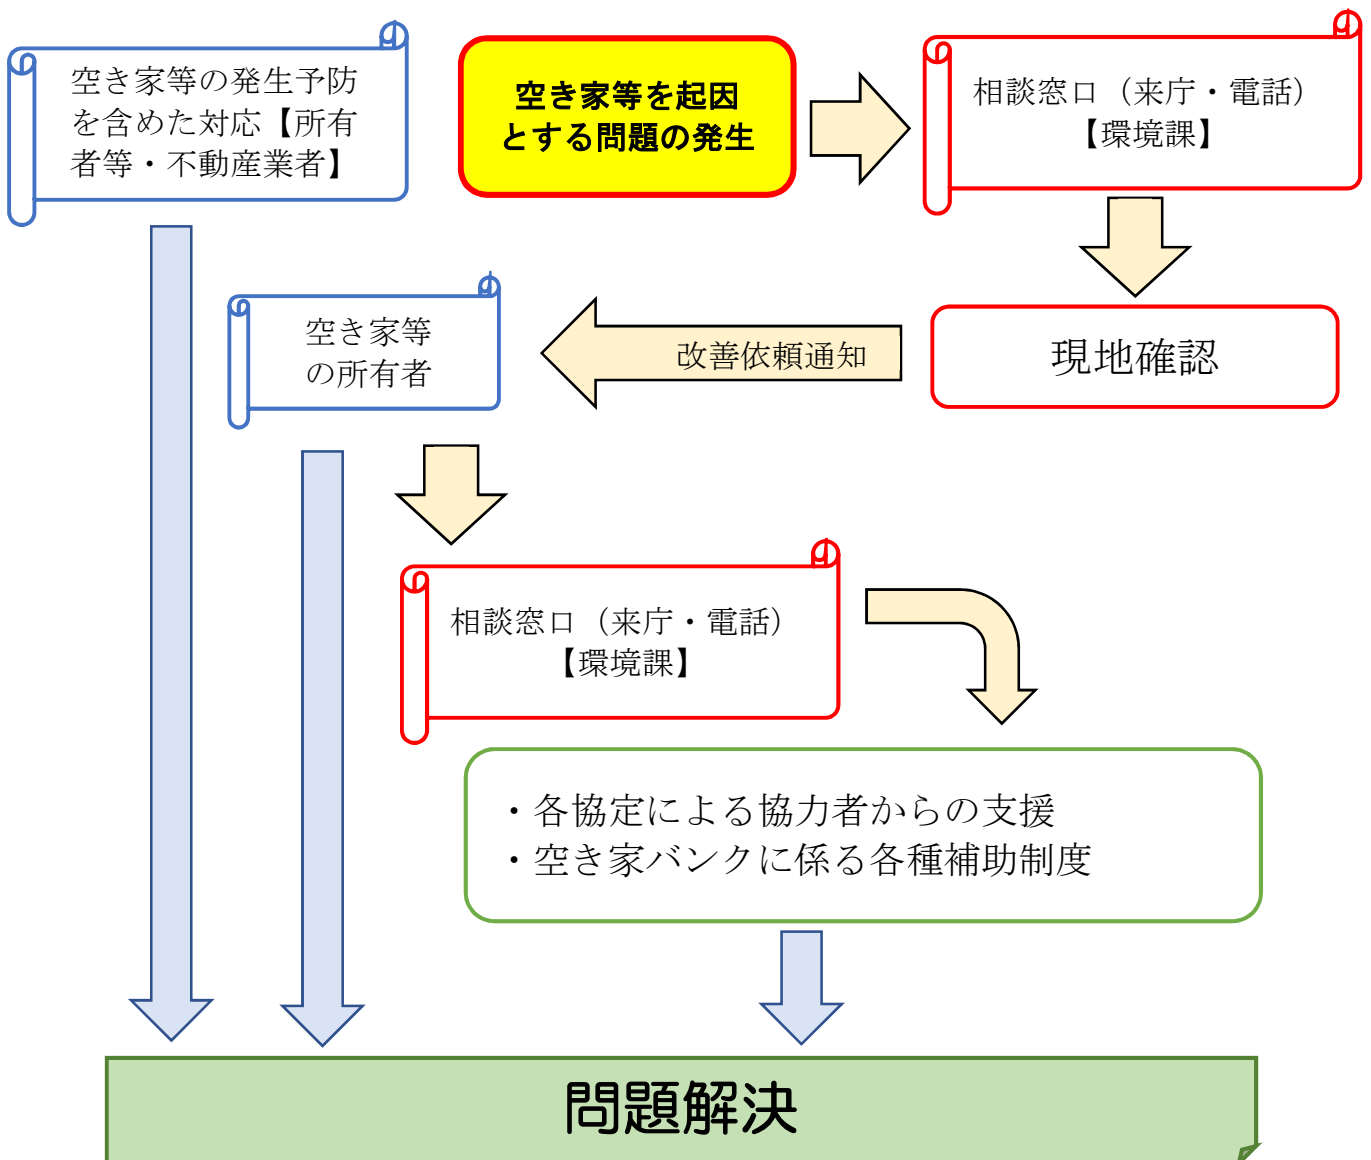 空き家等の発生予防
を含めた対応【所有
者等・不動産業者】
空き家等を起因
とする問題の発生
相談窓口（来庁・電話）
【環境課】
現地確認
改善依頼通知
空き家等
の所有者
相談窓口（来庁・電話）
【環境課】
・各協定による協力者からの支援
・空き家バンクに係る各種補助制度
問題解決